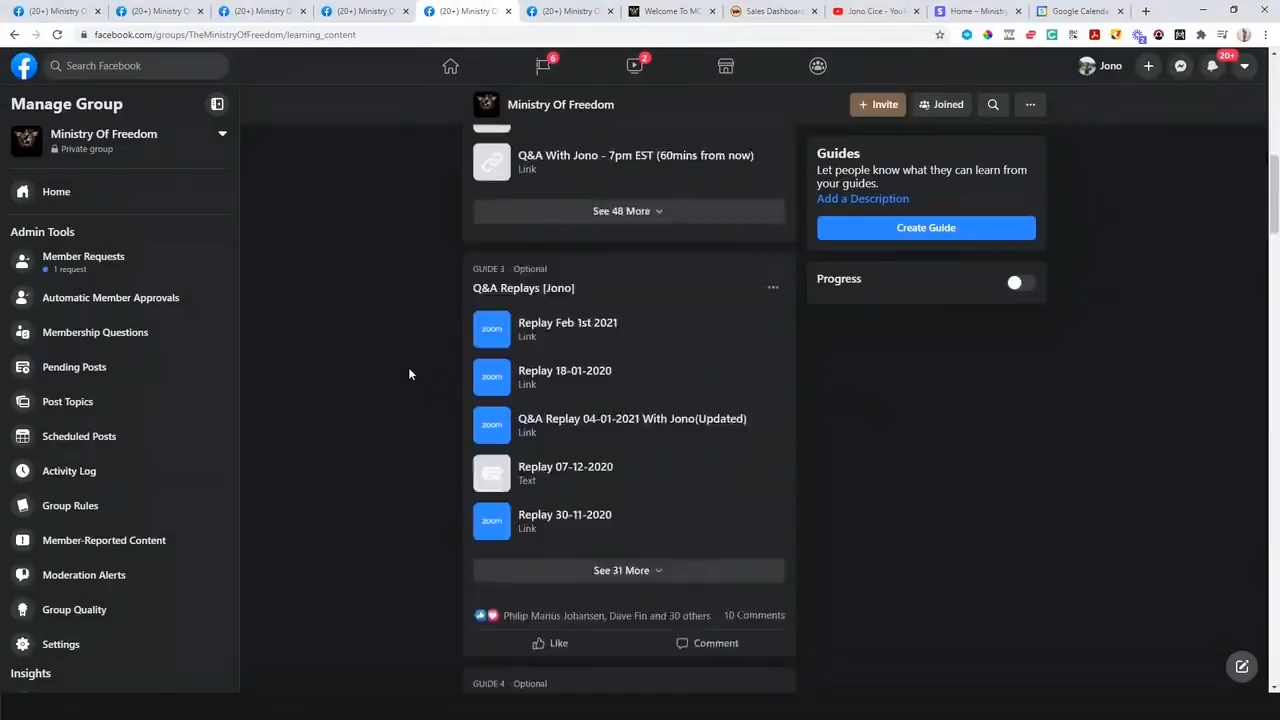 (20+) Ministry O
(20+) Ministry O
(20+) Ministry O
(20+) Ministry O
(20+) Ministry O
(20+) Ministry O
Welcome To MO
Sales Dashboar
Jono Cice - YouT
Home – Ministry
Google Calenda
facebook.com/groups/TheMinistryOfFreedom/learning_content
Search Facebook
6
2
Jono
20+
Manage Group
Ministry Of Freedom
Private group
Home
Admin Tools
Member Requests
1 request
Automatic Member Approvals
Membership Questions
Pending Posts
Post Topics
Scheduled Posts
Activity Log
Group Rules
Member-Reported Content
Moderation Alerts
Group Quality
Settings
Insights
Ministry Of Freedom
+ Invite
Joined
Q&A With Jono - 7pm EST (60mins from now)
Link
See 48 More
GUIDE 3 · Optional
Q&A Replays [Jono]
zoom
Replay Feb 1st 2021
Link
zoom
Replay 18-01-2020
Link
zoom
Q&A Replay 04-01-2021 With Jono(Updated)
Link
Replay 07-12-2020
Text
zoom
Replay 30-11-2020
Link
See 31 More
Philip Marius Johansen, Dave Fin and 30 others
10 Comments
Like
Comment
GUIDE 4 · Optional
Guides
Let people know what they can learn from
your guides.
Add a Description
Create Guide
Progress